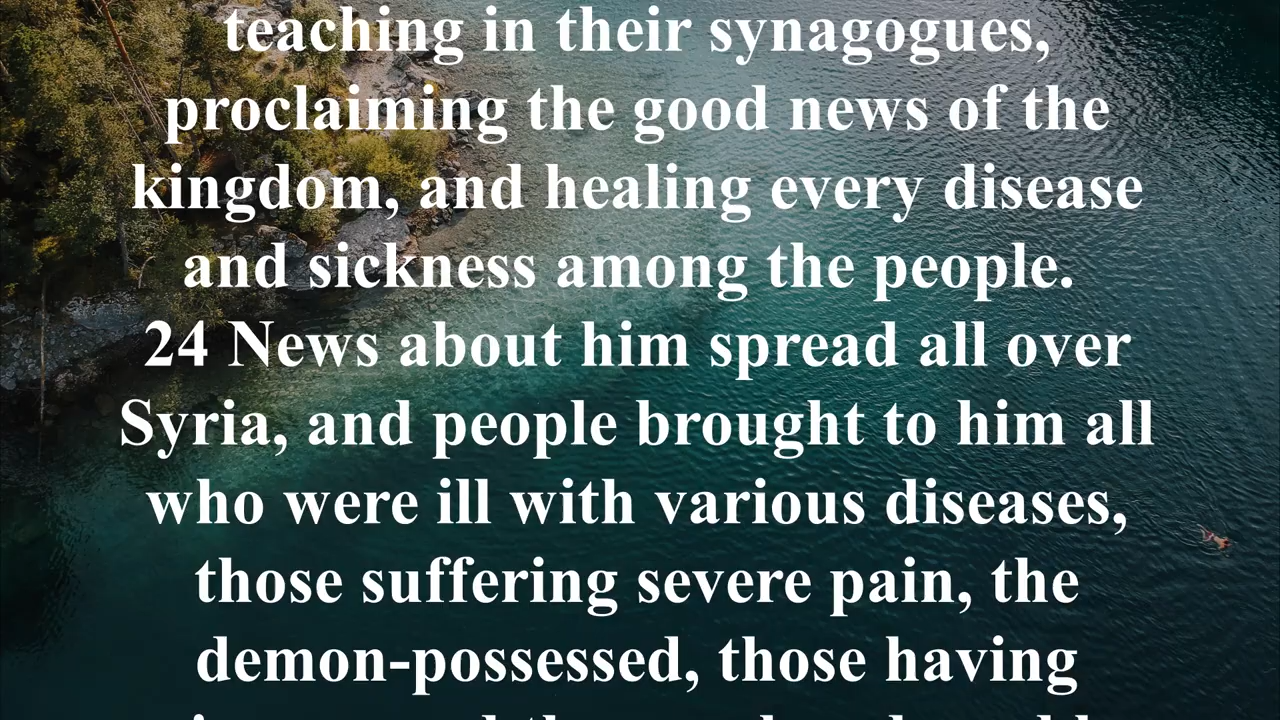 teaching in their synagogues,
proclaiming the good news of the
kingdom, and healing every disease
and sickness among the people.
24 News about him spread all over
Syria, and people brought to him all
who were ill with various diseases,
those suffering severe pain, the
demon-possessed, those having